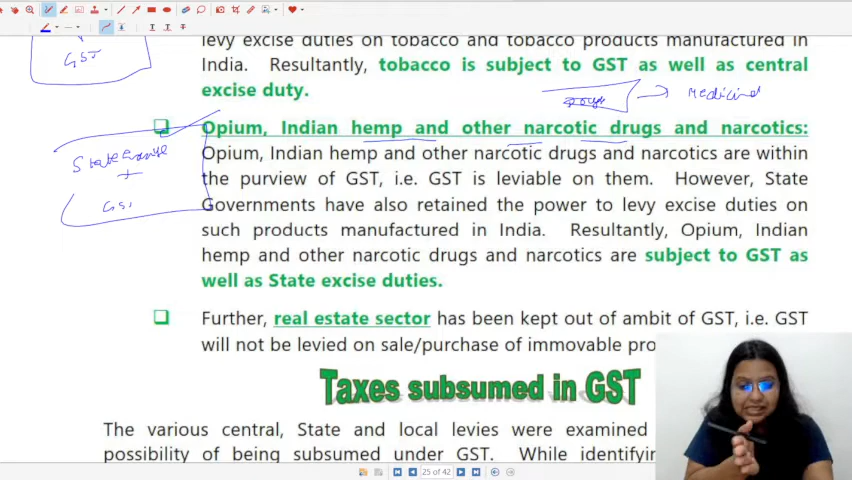 levy excise duties on tobacco and tobacco products manufactured in
GST
India. Resultantly, tobacco is subject to GST as well as central
excise duty.
drugs Medicinal
Opium, Indian hemp and other narcotic drugs and narcotics:
State Excise
Opium, Indian hemp and other narcotic drugs and narcotics are within
+
the purview of GST, i.e. GST is leviable on them. However, State
GST
Governments have also retained the power to levy excise duties on
such products manufactured in India. Resultantly, Opium, Indian
hemp and other narcotic drugs and narcotics are subject to GST as
well as State excise duties.
Further, real estate sector has been kept out of ambit of GST, i.e. GST
will not be levied on sale/purchase of immovable pro
Taxes subsumed in GST
The various central, State and local levies were examined
possibility of being subsumed under GST. While identifying
25 of 42